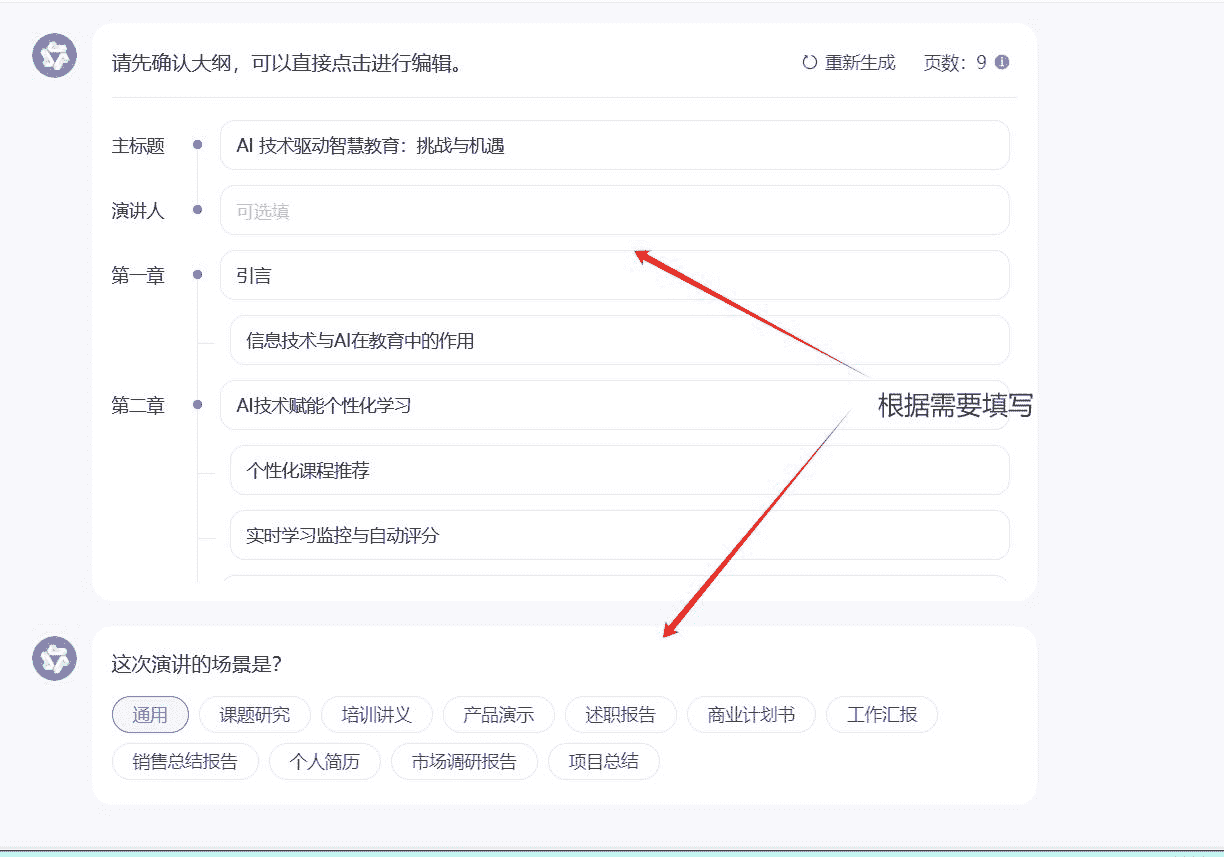 请先确认大纲，可以直接点击进行编辑。 重新生成 页数：9
主标题 AI 技术驱动智慧教育：挑战与机遇
演讲人 可选填
第一章 引言
信息技术与AI在教育中的作用
第二章 AI技术赋能个性化学习
根据需要填写
个性化课程推荐
实时学习监控与自动评分
这次演讲的场景是?
通用 课题研究 培训讲义 产品演示 述职报告 商业计划书 工作汇报
销售总结报告 个人简历 市场调研报告 项目总结